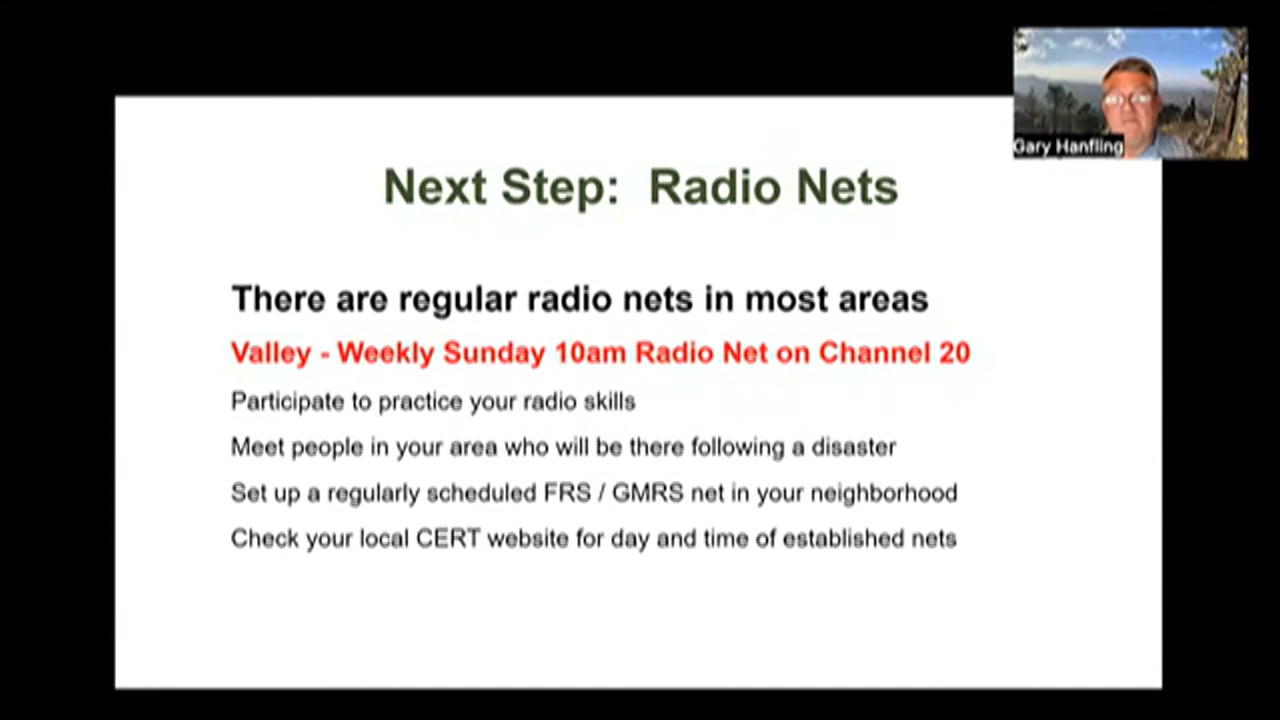 Gary Hanfling
Next Step: Radio Nets
There are regular radio nets in most areas
Valley - Weekly Sunday 10am Radio Net on Channel 20
Participate to practice your radio skills
Meet people in your area who will be there following a disaster
Set up a regularly scheduled FRS / GMRS net in your neighborhood
Check your local CERT website for day and time of established nets